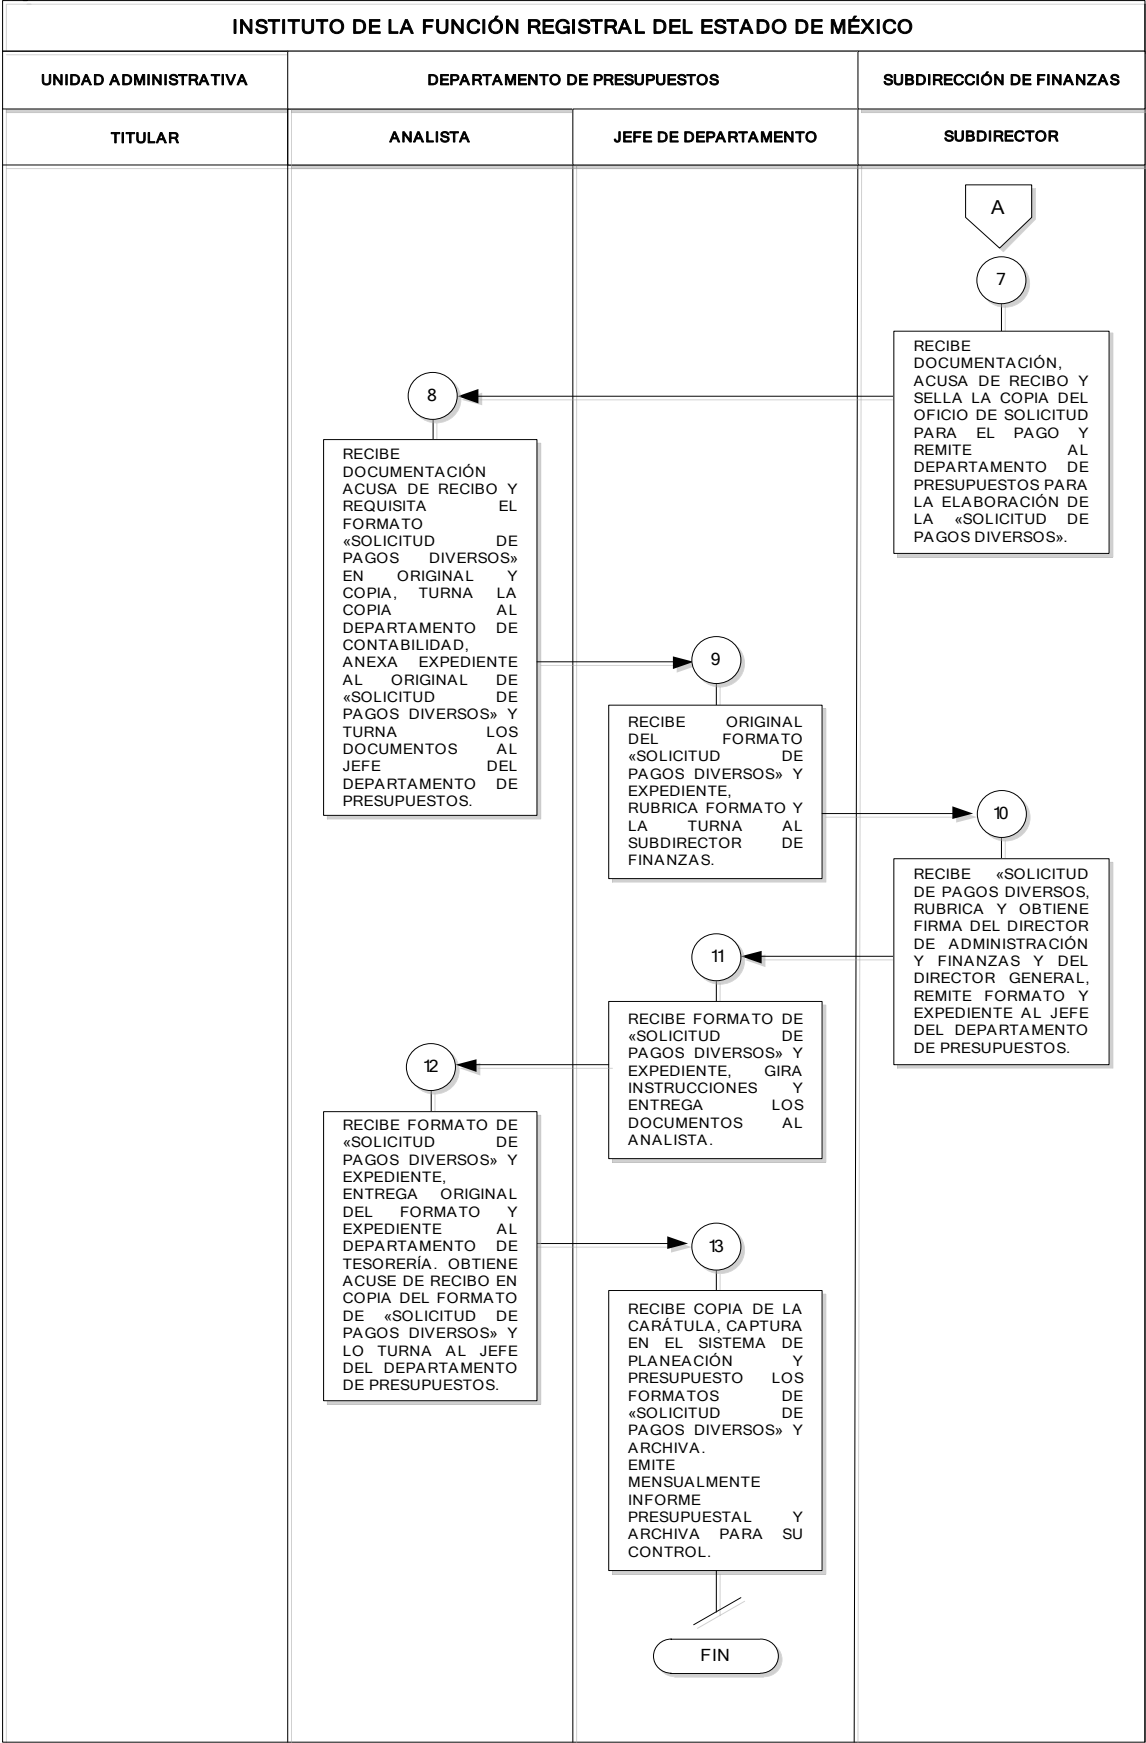 INSTITUTO DE LA FUNCIÓN REGISTRAL DEL ESTADO DE MÉXICO
UNIDAD ADMINISTRATIVA
DEPARTAMENTO DE PRESUPUESTOS
SUBDIRECCIÓN DE FINANZAS
TITULAR
ANALISTA
JEFE DE DEPARTAMENTO
SUBDIRECTOR
A
7
RECIBE
DOCUMENTACIÓN,
ACUSA DE RECIBO Y
SELLA LA COPIA DEL
OFICIO DE SOLICITUD
PARA EL PAGO Y
REMITE AL
DEPARTAMENTO DE
PRESUPUESTOS PARA
LA ELABORACIÓN DE
LA «SOLICITUD DE
PAGOS DIVERSOS».
8
RECIBE
DOCUMENTACIÓN
ACUSA DE RECIBO Y
REQUISITA EL
FORMATO
«SOLICITUD DE
PAGOS DIVERSOS»
EN ORIGINAL Y
COPIA, TURNA LA
COPIA AL
DEPARTAMENTO DE
CONTABILIDAD,
ANEXA EXPEDIENTE
AL ORIGINAL DE
«SOLICITUD DE
PAGOS DIVERSOS» Y
TURNA LOS
DOCUMENTOS AL
JEFE DEL
DEPARTAMENTO DE
PRESUPUESTOS.
9
RECIBE ORIGINAL
DEL FORMATO
«SOLICITUD DE
PAGOS DIVERSOS» Y
EXPEDIENTE,
RUBRICA FORMATO Y
LA TURNA AL
SUBDIRECTOR DE
FINANZAS.
10
RECIBE «SOLICITUD
DE PAGOS DIVERSOS,
RUBRICA Y OBTIENE
FIRMA DEL DIRECTOR
DE ADMINISTRACIÓN
Y FINANZAS Y DEL
DIRECTOR GENERAL,
REMITE FORMATO Y
EXPEDIENTE AL JEFE
DEL DEPARTAMENTO
DE PRESUPUESTOS.
11
RECIBE FORMATO DE
«SOLICITUD DE
PAGOS DIVERSOS» Y
EXPEDIENTE, GIRA
INSTRUCCIONES Y
ENTREGA LOS
DOCUMENTOS AL
ANALISTA.
12
RECIBE FORMATO DE
«SOLICITUD DE
PAGOS DIVERSOS» Y
EXPEDIENTE,
ENTREGA ORIGINAL
DEL FORMATO Y
EXPEDIENTE AL
DEPARTAMENTO DE
TESORERÍA. OBTIENE
ACUSE DE RECIBO EN
COPIA DEL FORMATO
DE «SOLICITUD DE
PAGOS DIVERSOS» Y
LO TURNA AL JEFE
DEL DEPARTAMENTO
DE PRESUPUESTOS.
13
RECIBE COPIA DE LA
CARÁTULA, CAPTURA
EN EL SISTEMA DE
PLANEACIÓN Y
PRESUPUESTO LOS
FORMATOS DE
«SOLICITUD DE
PAGOS DIVERSOS» Y
ARCHIVA.
EMITE
MENSUALMENTE
INFORME
PRESUPUESTAL Y
ARCHIVA PARA SU
CONTROL.
FIN